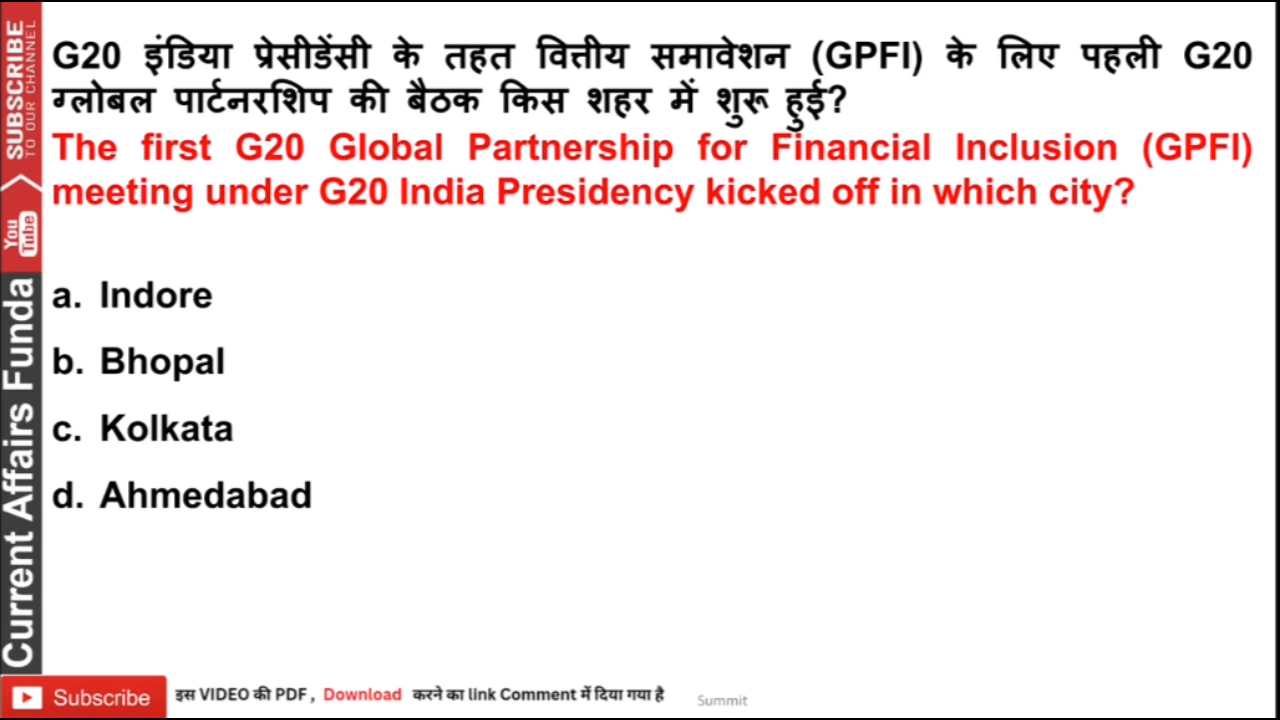 G20 इंडिया प्रेसीडेंसी के तहत वित्तीय समावेशन (GPFI) के लिए पहली G20
ग्लोबल पार्टनरशिप की बैठक किस शहर में शुरू हुई?
The first G20 Global Partnership for Financial Inclusion (GPFI)
meeting under G20 India Presidency kicked off in which city?
a. Indore
b. Bhopal
c. Kolkata
d. Ahmedabad
SUBSCRIBE
TO OUR CHANNEL
You
Tube
Current Affairs Funda
Subscribe
इस VIDEO की PDF , Download करने का link Comment में दिया गया है
Summit